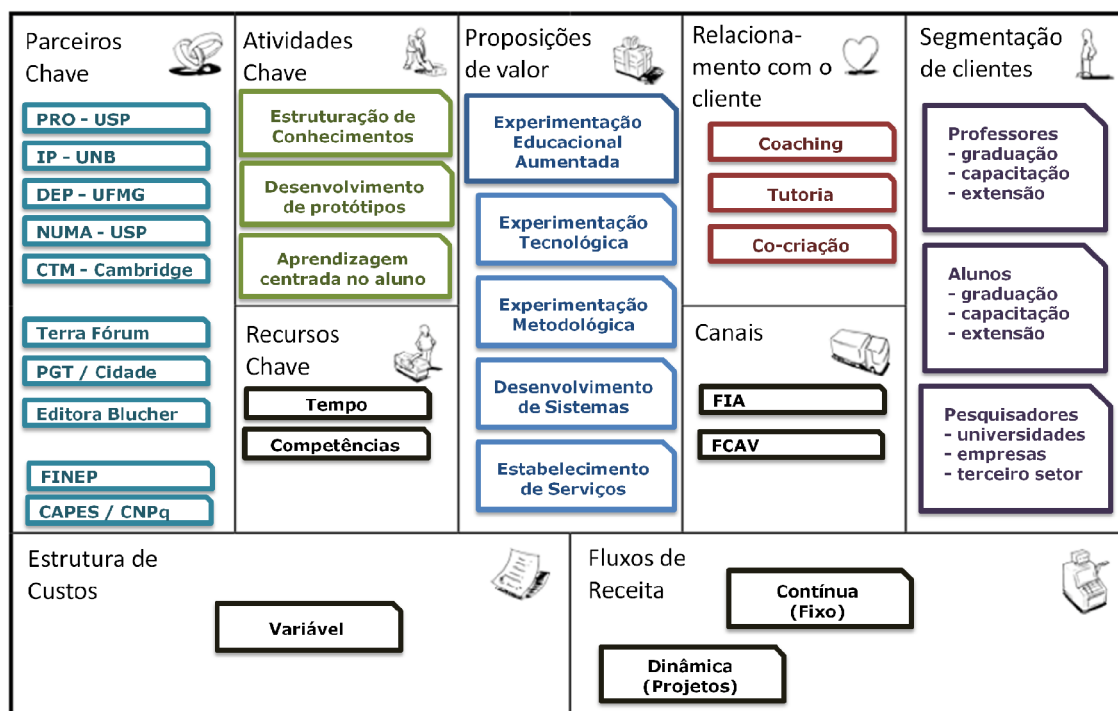 Parceiros
Chave
PRO - USP
IP - UNB
DEP - UFMG
NUMA - USP
CTM - Cambridge
Terra Fórum
PGT / Cidade
Editora Blucher
FINEP
CAPES / CNPq
Atividades
Chave
Estruturação de
Conhecimentos
Desenvolvimento
de protótipos
Aprendizagem
centrada no aluno
Recursos
Chave
Tempo
Competências
Proposições
de valor
Experimentação
Educacional
Aumentada
Experimentação
Tecnológica
Experimentação
Metodológica
Desenvolvimento
de Sistemas
Estabelecimento
de Serviços
Relaciona-
mento com o
cliente
Coaching
Tutoria
Co-criação
Canais
FIA
FCAV
Segmentação
de clientes
Professores
- graduação
- capacitação
- extensão
Alunos
- graduação
- capacitação
- extensão
Pesquisadores
- universidades
- empresas
- terceiro setor
Estrutura de
Custos
Variável
Fluxos de
Receita
Contínua
(Fixo)
Dinâmica
(Projetos)